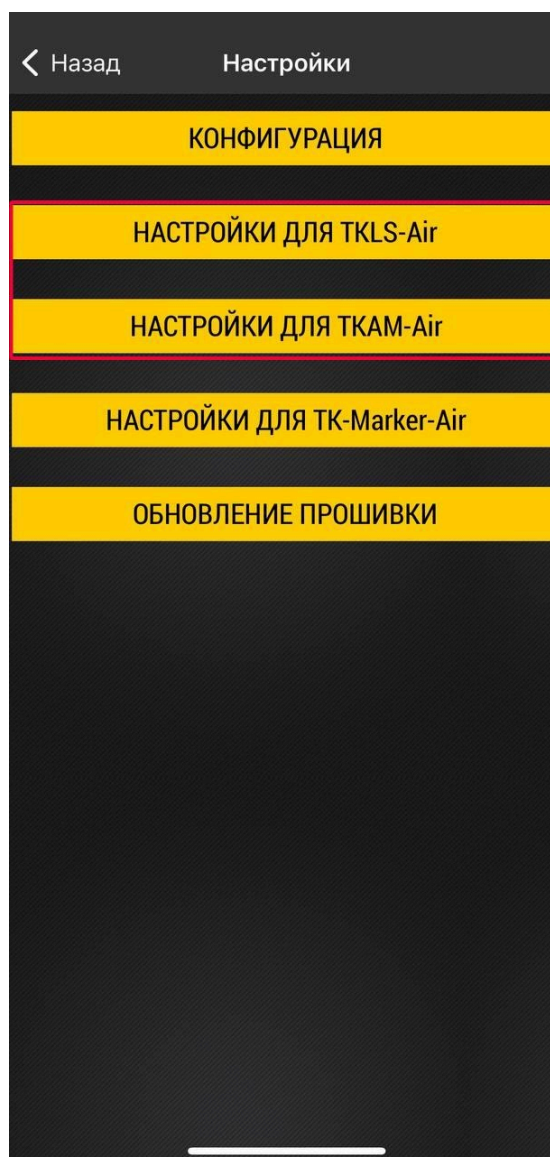 Назад
Настройки
КОНФИГУРАЦИЯ
НАСТРОЙКИ ДЛЯ TKLS-Air
НАСТРОЙКИ ДЛЯ TKAM-Air
НАСТРОЙКИ ДЛЯ TK-Marker-Air
ОБНОВЛЕНИЕ ПРОШИВКИ